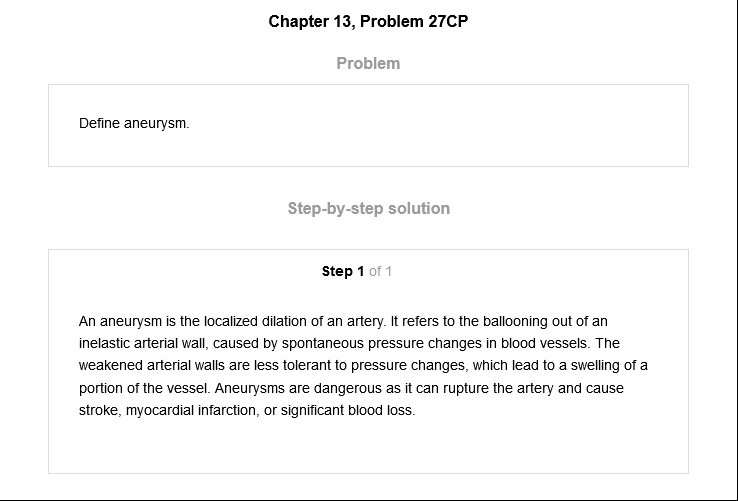 Chapter 13, Problem 27CP
Problem
Define aneurysm.
Step-by-step solution
Step 1 of 1
An aneurysm is the localized dilation of an artery. It refers to the ballooning out of an
inelastic arterial wall, caused by spontaneous pressure changes in blood vessels. The
weakened arterial walls are less tolerant to pressure changes, which lead to a swelling of a
portion of the vessel. Aneurysms are dangerous as it can rupture the artery and cause
stroke, myocardial infarction, or significant blood loss.